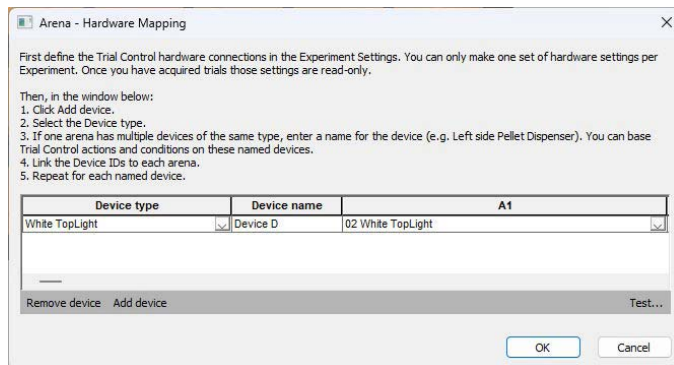 Arena - Hardware Mapping
First define the Trial Control hardware connections in the Experiment Settings. You can only make one set of hardware settings per
Experiment. Once you have acquired trials those settings are read-only.
Then, in the window below:
1. Click Add device.
2. Select the Device type.
3. If one arena has multiple devices of the same type, enter a name for the device (e.g. Left side Pellet Dispenser). You can base
Trial Control actions and conditions on these named devices.
4. Link the Device IDs to each arena.
5. Repeat for each named device.
Device type Device name A1
White TopLight Device D 02 White TopLight
Remove device Add device Test...
OK Cancel